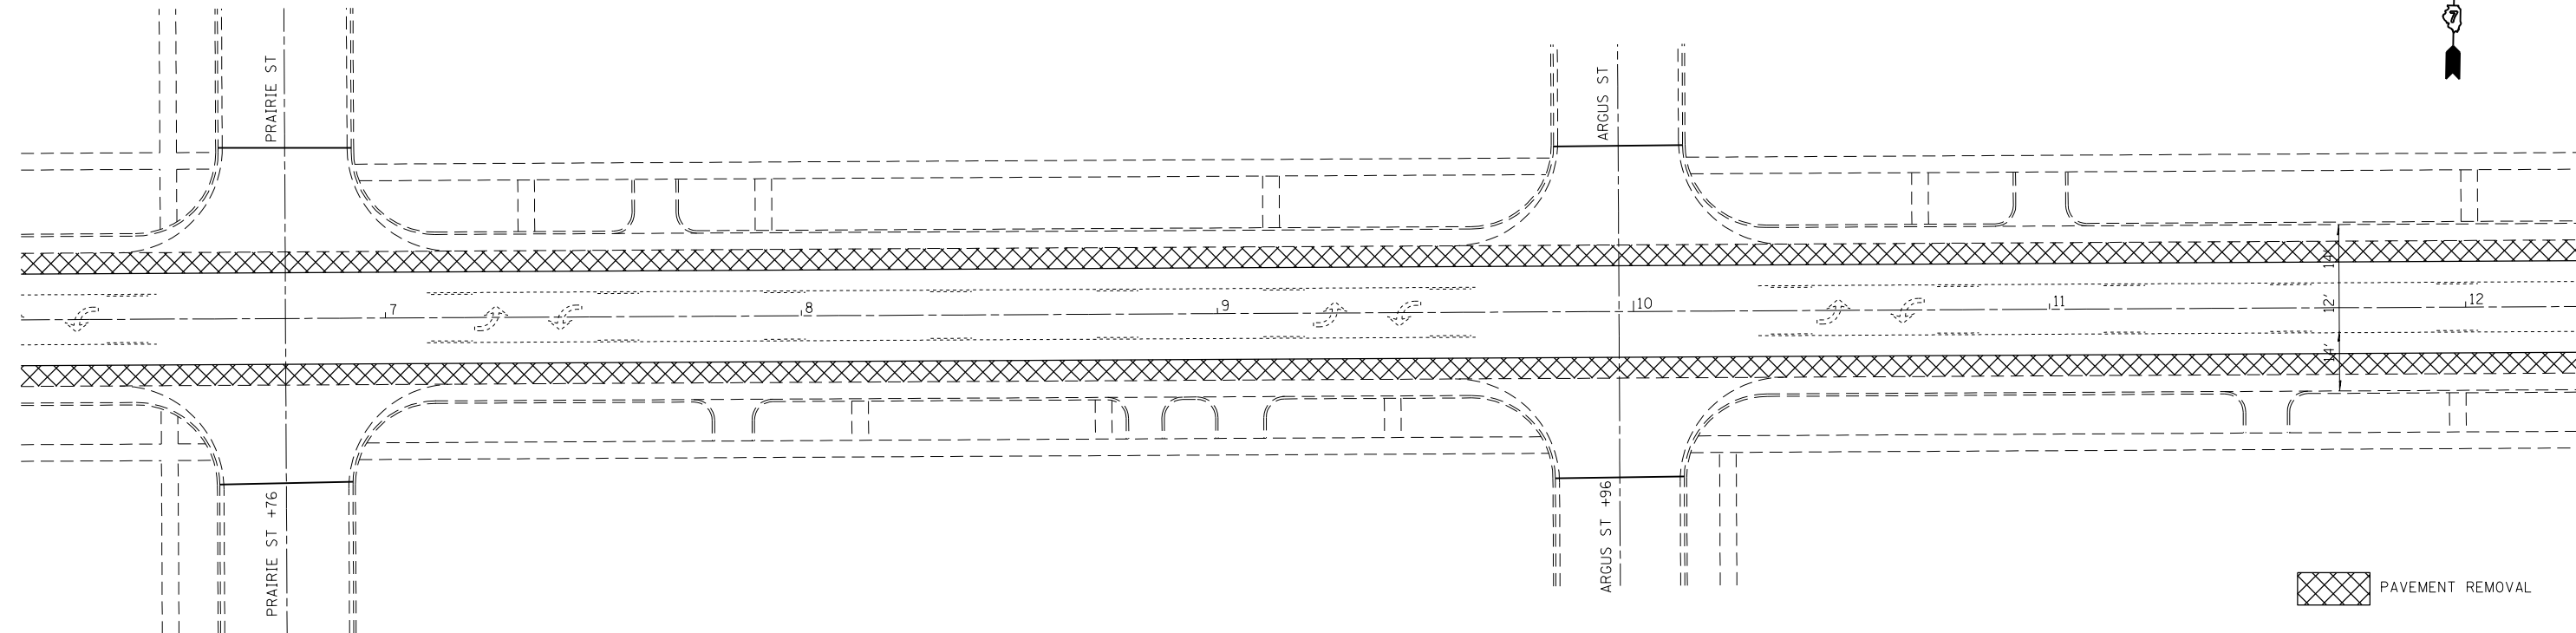 7
PRAIRIE ST
ARGUS ST
7
8
9
10
11
12
14'
12'
14'
PRAIRIE ST +76
ARGUS ST +96
PAVEMENT REMOVAL